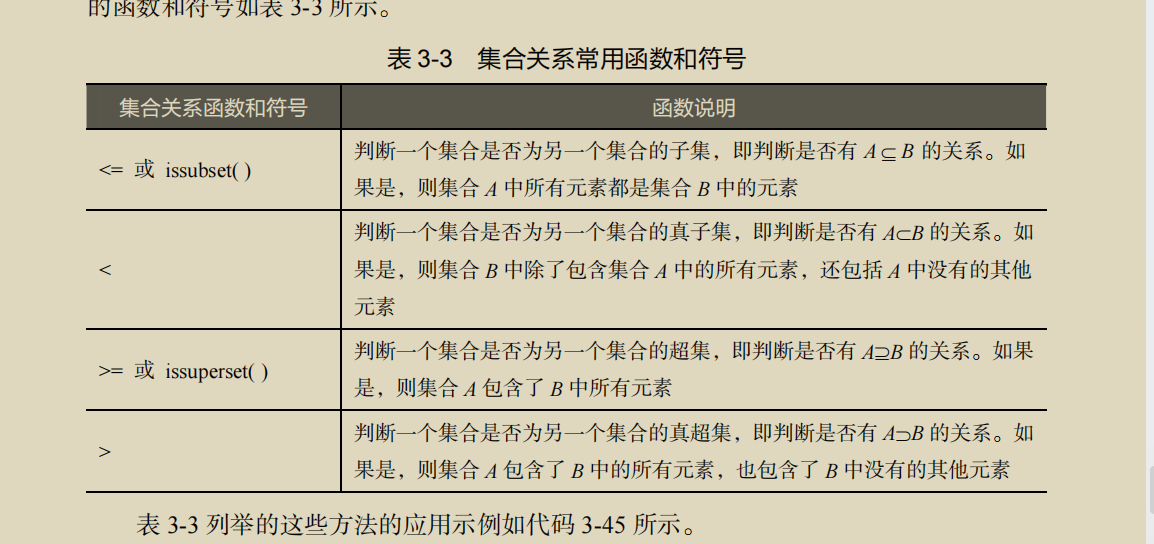 的函数和符号如表 3-3 所示。
表 3-3 集合关系常用函数和符号
集合关系函数和符号 函数说明
<= 或 issubset( )
判断一个集合是否为另一个集合的子集，即判断是否有 A⊆B 的关系。如
果是，则集合 A 中所有元素都是集合 B 中的元素
<
判断一个集合是否为另一个集合的真子集，即判断是否有 A⊂B 的关系。如
果是，则集合 B 中除了包含集合 A 中的所有元素，还包括 A 中没有的其他
元素
>= 或 issuperset( )
判断一个集合是否为另一个集合的超集，即判断是否有 A⊇B 的关系。如果
是，则集合 A 包含了 B 中所有元素
>
判断一个集合是否为另一个集合的真超集，即判断是否有 A⊃B 的关系。如
果是，则集合 A 包含了 B 中的所有元素，也包含了 B 中没有的其他元素
表 3-3 列举的这些方法的应用示例如代码 3-45 所示。